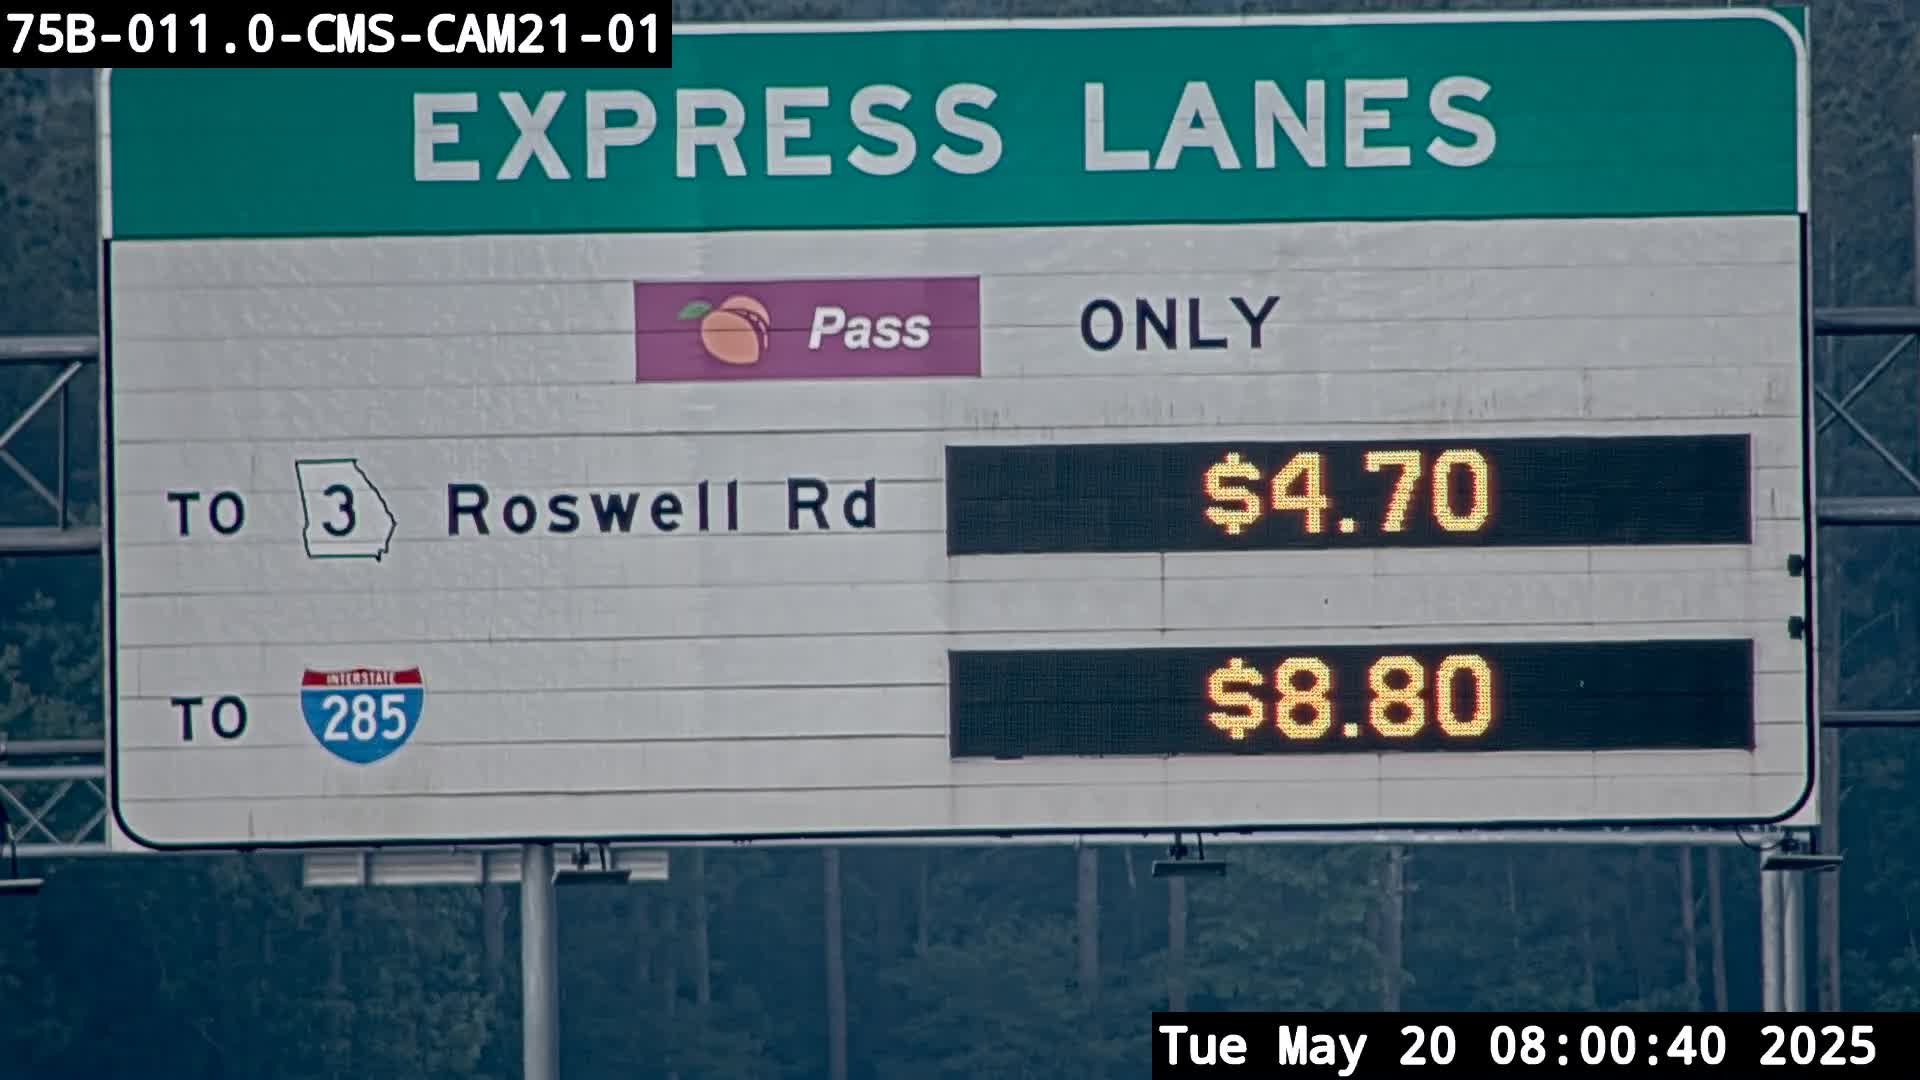 75B-011.0-CMS-CAM21-01
EXPRESS LANES
Pass ONLY
TO 3 Roswell Rd $4.70
TO INTERSTATE 285 $8.80
Tue May 20 08:00:40 2025